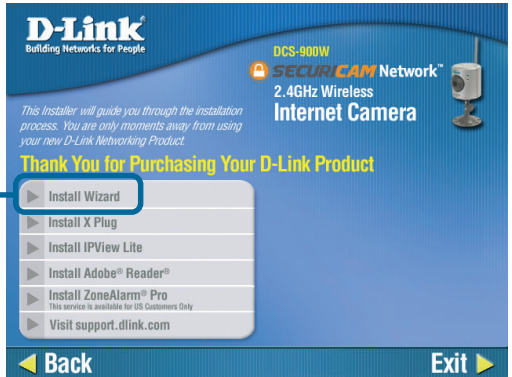 D-Link
Building Networks for People
DCS-900W
SECURICAM Network™
2.4GHz Wireless
Internet Camera
This Installer will guide you through the installation
process. You are only moments away from using
your new D-Link Networking Product.
Thank You for Purchasing Your D-Link Product
Install Wizard
Install X Plug
Install IPView Lite
Install Adobe® Reader®
Install ZoneAlarm® Pro
This service is available for US Customers Only
Visit support.dlink.com
Back
Exit